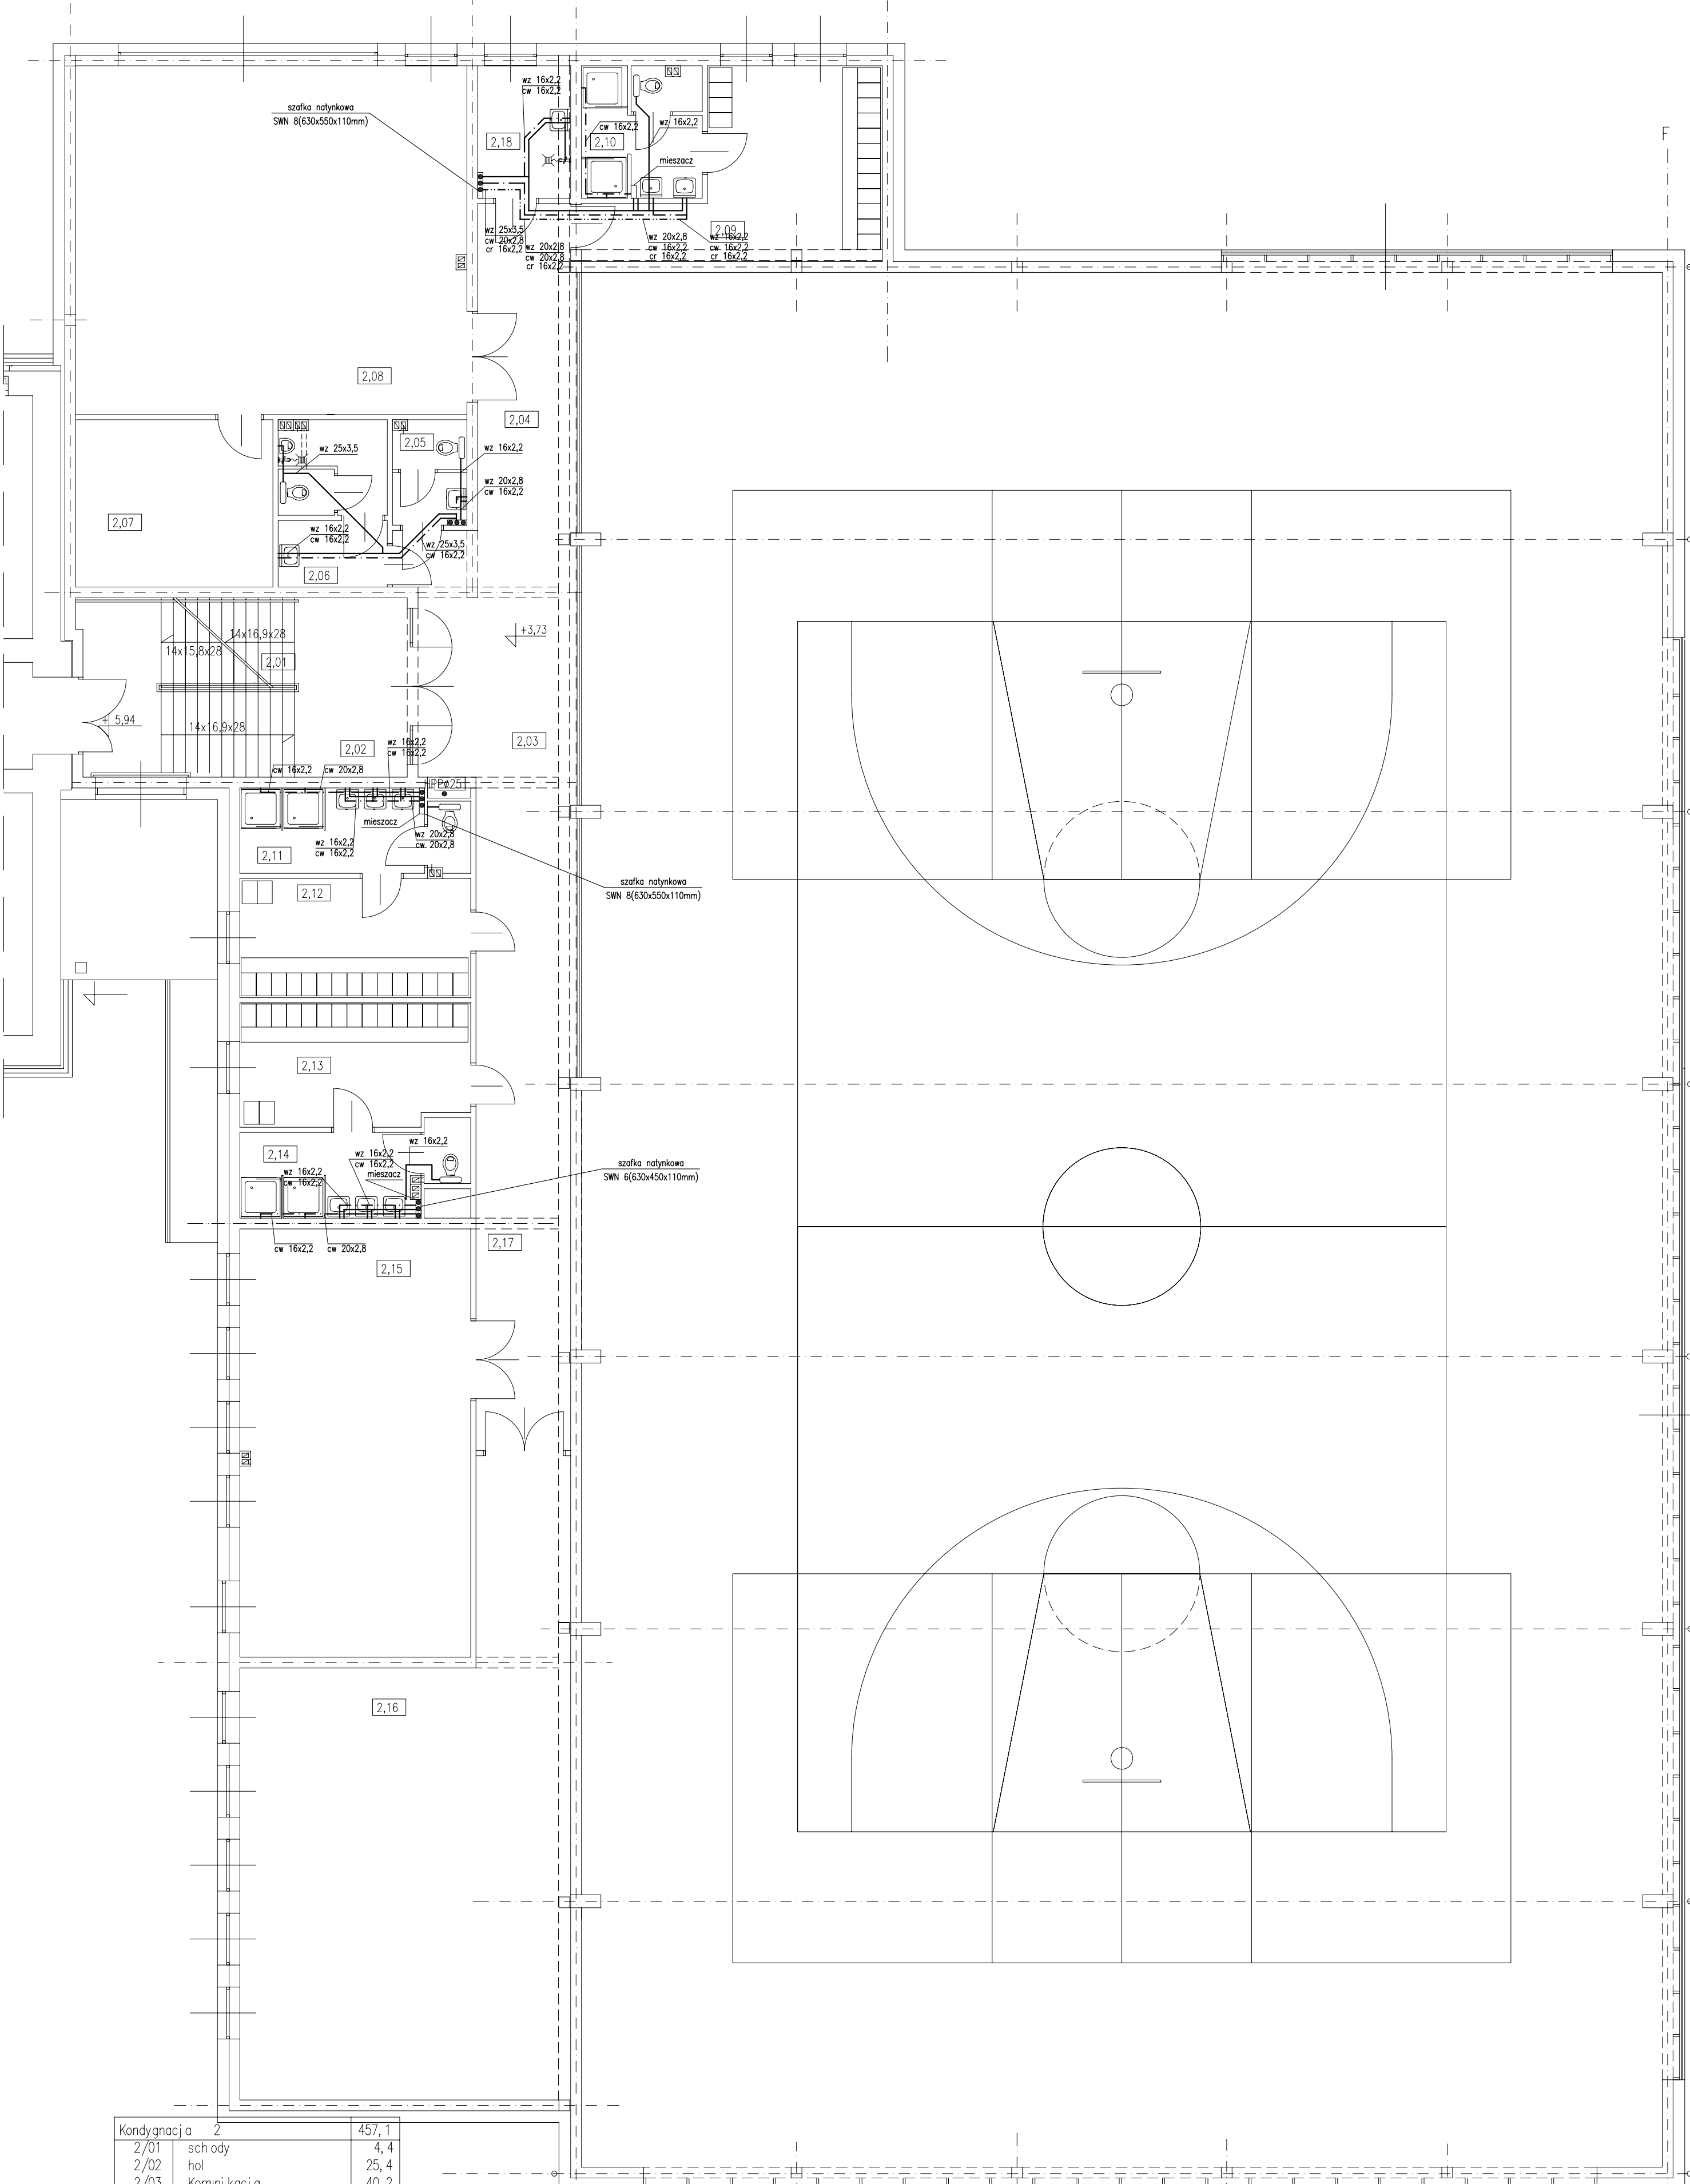 wz 16x2,2
cw 16x2,2
szafka natynkowa
SWN 8(630x550x110mm)
2,18
cw 16x2,2
2,10
wz 16x2,2
mieszacz
F
2,09
wz 25x3,5
cw 20x2,8
cr 16x2,2
wz 20x2,8
cw 20x2,8
cr 16x2,2
wz 20x2,8
cw 16x2,2
cr 16x2,2
wz 16x2,2
cw 16x2,2
cr 16x2,2
2,08
2,04
2,05
wz 25x3,5
wz 16x2,2
wz 20x2,8
cw 16x2,2
2,07
wz 16x2,2
cw 16x2,2
wz 25x3,5
cw 16x2,2
2,06
+3,73
14x16,9x28
14x15,8x28
2,01
+ 5,94
14x16,9x28
2,02
wz 16x2,2
cw 16x2,2
2,03
cw 16x2,2
cw 20x2,8
HPPø25
mieszacz
wz 20x2,8
cw 20x2,8
wz 16x2,2
cw 16x2,2
2,11
szafka natynkowa
SWN 8(630x550x110mm)
2,12
2,13
wz 16x2,2
2,14
wz 16x2,2
cw 16x2,2
mieszacz
wz 16x2,2
cw 16x2,2
szafka natynkowa
SWN 6(630x450x110mm)
cw 16x2,2
cw 20x2,8
2,17
2,15
2,16
Kondygnacja 2 457,1
2/01 schody 4,4
2/02 hol 25,4
2/03 Komunikacja 40,2